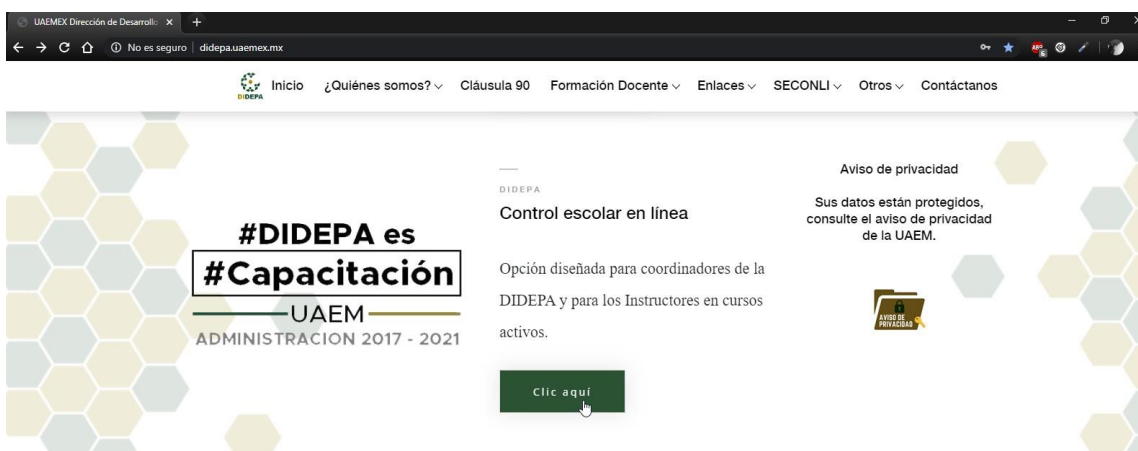 UAEMEX Dirección de Desarrollo
No es seguro | didepa.uaemex.mx
DIDEPA
Inicio ¿Quiénes somos? Cláusula 90 Formación Docente Enlaces SECONLI Otros Contáctanos
#DIDEPA es
#Capacitación
UAEM
ADMINISTRACION 2017 - 2021
DIDEPA
Control escolar en línea
Opción diseñada para coordinadores de la
DIDEPA y para los Instructores en cursos
activos.
Clic aquí
Aviso de privacidad
Sus datos están protegidos,
consulte el aviso de privacidad
de la UAEM.
AVISO DE
PRIVACIDAD